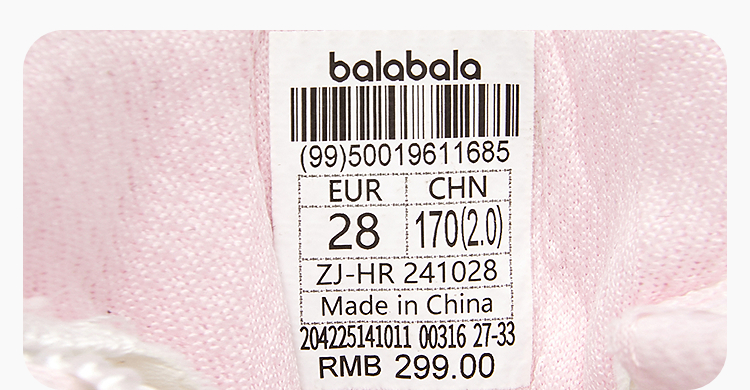 balabala
(99)50019611685
EUR CHN
28 170(2.0)
ZJ-HR 241028
Made in China
204225141011 00316 27-33
RMB 299.00